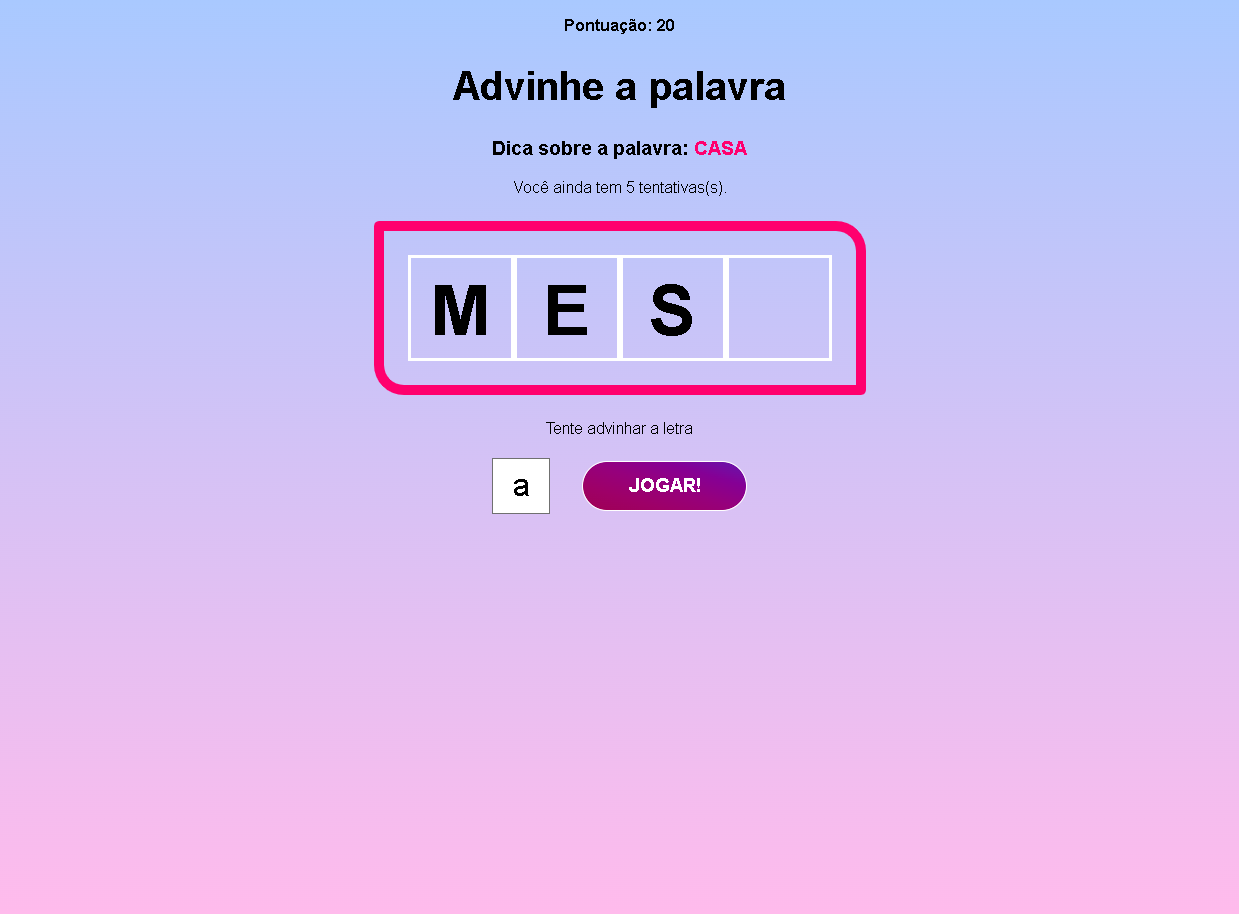 Pontuação: 20
Advinhe a palavra
Dica sobre a palavra: CASA
Você ainda tem 5 tentativas(s).
M E S
Tente advinhar a letra
a JOGAR!